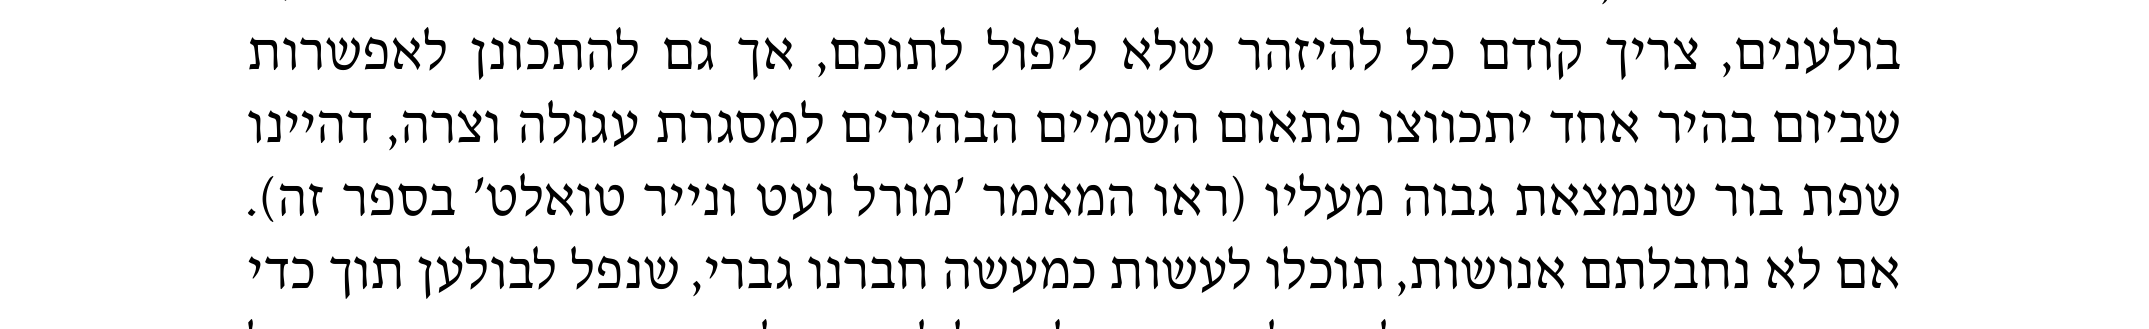 בולענים, צריך קודם כל להיזהר שלא ליפול לתוכם, אך גם להתכונן לאפשרות
שביום בהיר אחד יתכווצו פתאום השמיים הבהירים למסגרת עגולה וצרה, דהיינו
שפת בור שנמצאת גבוה מעליו (ראו המאמר 'מורל ועט ונייר טואלט' בספר זה).
אם לא נחבלתם אנושות, תוכלו לעשות כמעשה חברנו גברי, שנפל לבולען תוך כדי